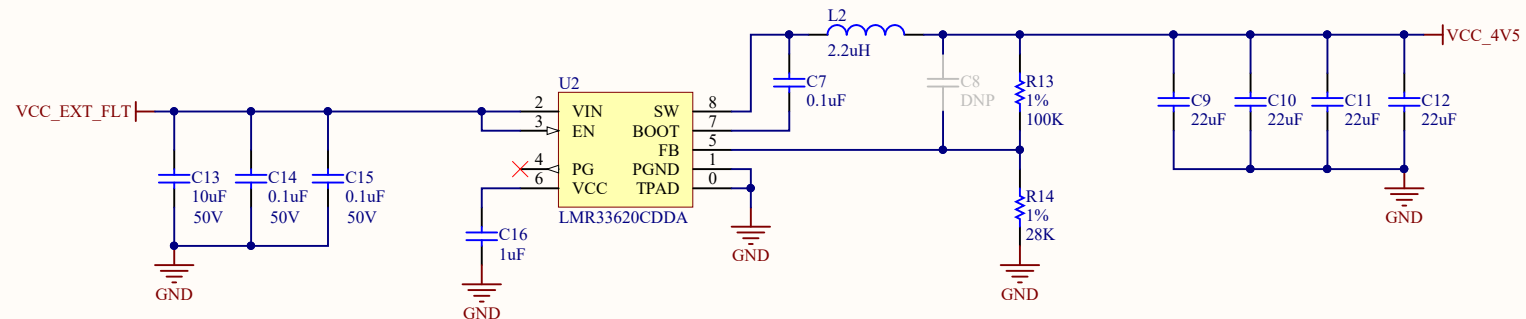 L2
2.2uH
VCC_4V5
C7
0.1uF
C8
DNP
R13
1%
100K
C9
22uF
C10
22uF
C11
22uF
C12
22uF
GND
VCC_EXT_FLT
C13
10uF
50V
C14
0.1uF
50V
C15
0.1uF
50V
GND
U2
2 VIN SW 8
3 EN BOOT 7
FB 5
4 PG PGND 1
6 VCC TPAD 0
LMR33620CDDA
C16
1uF
GND
GND
R14
1%
28K
GND